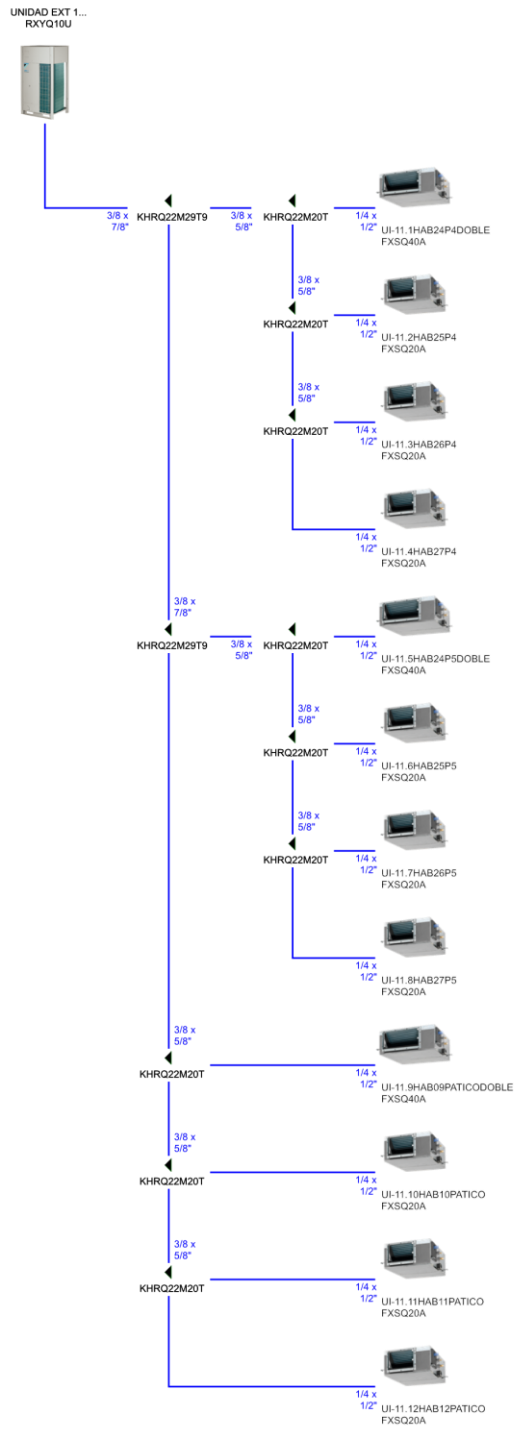 UNIDAD EXT 1...
RXYQ10U
3/8 x
7/8"
KHRQ22M29T9
3/8 x
5/8"
KHRQ22M20T
1/4 x
1/2"
UI-11.1HAB24P4DOBLE
FXSQ40A
3/8 x
5/8"
KHRQ22M20T
1/4 x
1/2"
UI-11.2HAB25P4
FXSQ20A
3/8 x
5/8"
KHRQ22M20T
1/4 x
1/2"
UI-11.3HAB26P4
FXSQ20A
1/4 x
1/2"
UI-11.4HAB27P4
FXSQ20A
3/8 x
7/8"
KHRQ22M29T9
3/8 x
5/8"
KHRQ22M20T
1/4 x
1/2"
UI-11.5HAB24P5DOBLE
FXSQ40A
3/8 x
5/8"
KHRQ22M20T
1/4 x
1/2"
UI-11.6HAB25P5
FXSQ20A
3/8 x
5/8"
KHRQ22M20T
1/4 x
1/2"
UI-11.7HAB26P5
FXSQ20A
1/4 x
1/2"
UI-11.8HAB27P5
FXSQ20A
3/8 x
5/8"
KHRQ22M20T
1/4 x
1/2"
UI-11.9HAB09PATICODOBLE
FXSQ40A
3/8 x
5/8"
KHRQ22M20T
1/4 x
1/2"
UI-11.10HAB10PATICO
FXSQ20A
3/8 x
5/8"
KHRQ22M20T
1/4 x
1/2"
UI-11.11HAB11PATICO
FXSQ20A
1/4 x
1/2"
UI-11.12HAB12PATICO
FXSQ20A